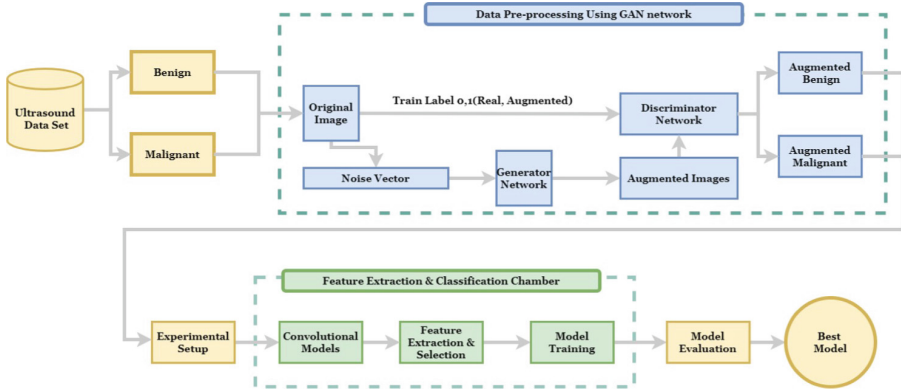 Data Pre-processing Using GAN network
Ultrasound
Data Set
Benign
Malignant
Original
Image
Train Label 0,1(Real, Augmented)
Noise Vector
Generator
Network
Discriminator
Network
Augmented Images
Augmented
Benign
Augmented
Malignant
Feature Extraction & Classification Chamber
Experimental
Setup
Convolutional
Models
Feature
Extraction
& Selection
Model
Training
Model
Evaluation
Best
Model